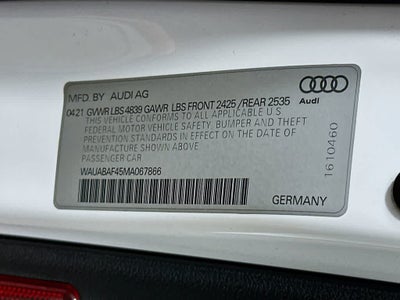 MFD BY AUDI AG
04 21 GVWR LBS 4839 GAWR LBS FRONT 2425 /REAR 2535
THIS VEHICLE CONFORMS TO ALL APPLICABLE U.S
FEDERAL MOTOR VEHICLE SAFETY, BUMPER AND THEFT
PREVENTION STANDARDS IN EFFECT ON THE DATE
OF MANUFACTURE SHOWN ABOVE.
PASSENGER CAR
WAUABAF45MA067866
GERMANY
Audi
1610460